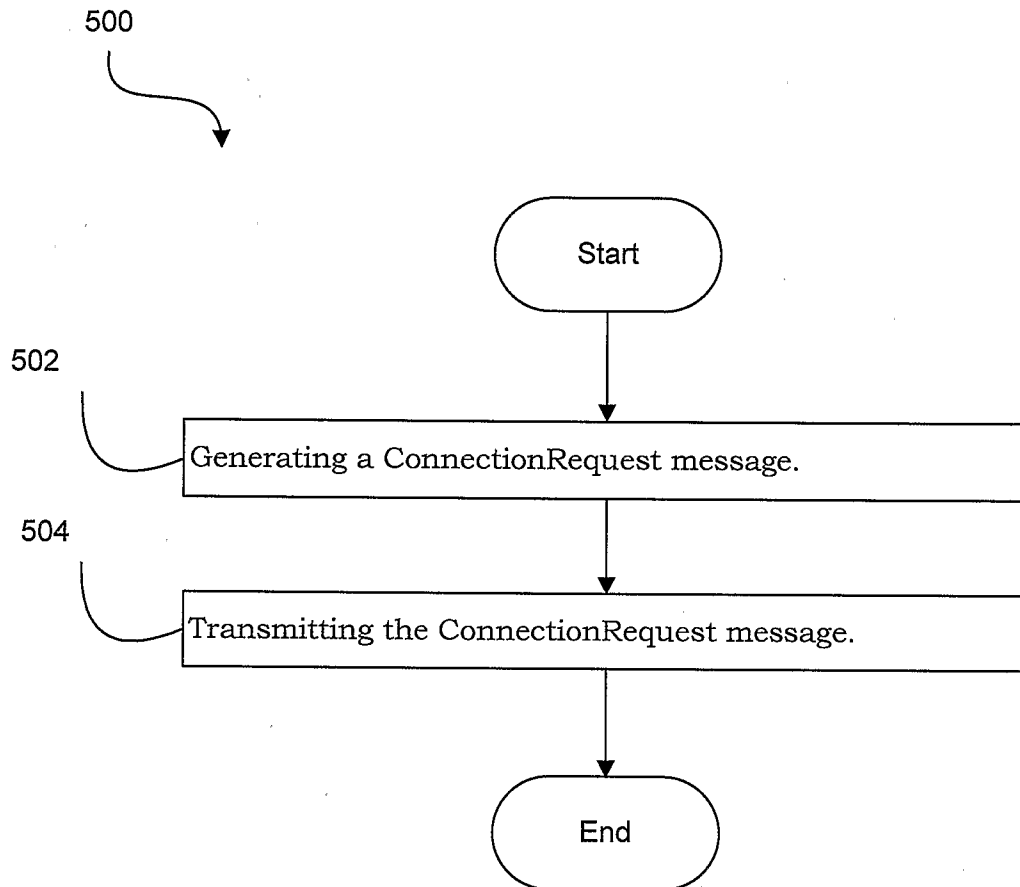 500
Start
502
Generating a ConnectionRequest message.
504
Transmitting the ConnectionRequest message.
End